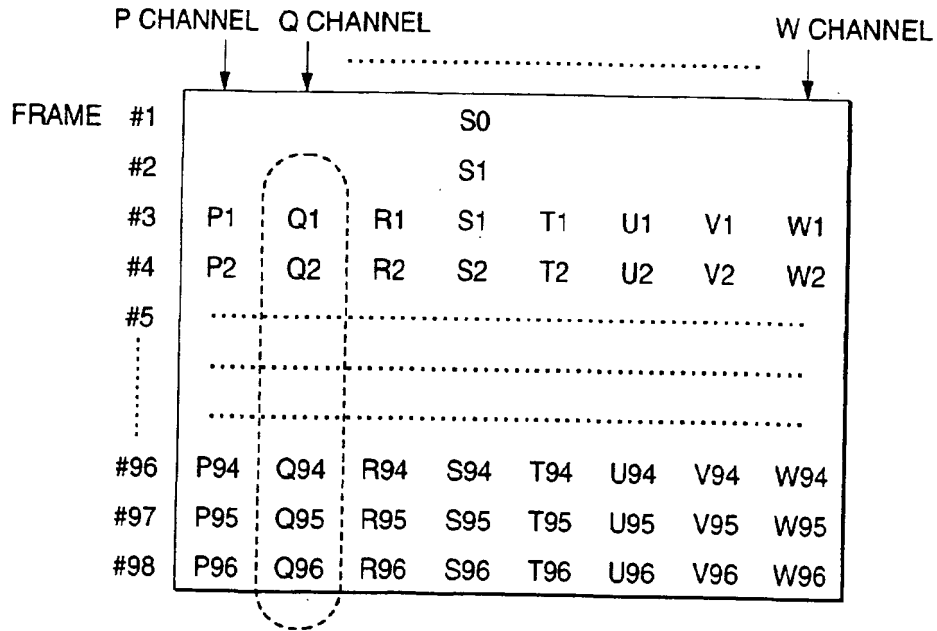 P CHANNEL Q CHANNEL W CHANNEL
FRAME #1 S0
#2 S1
#3 P1 Q1 R1 S1 T1 U1 V1 W1
#4 P2 Q2 R2 S2 T2 U2 V2 W2
#5
#96 P94 Q94 R94 S94 T94 U94 V94 W94
#97 P95 Q95 R95 S95 T95 U95 V95 W95
#98 P96 Q96 R96 S96 T96 U96 V96 W96